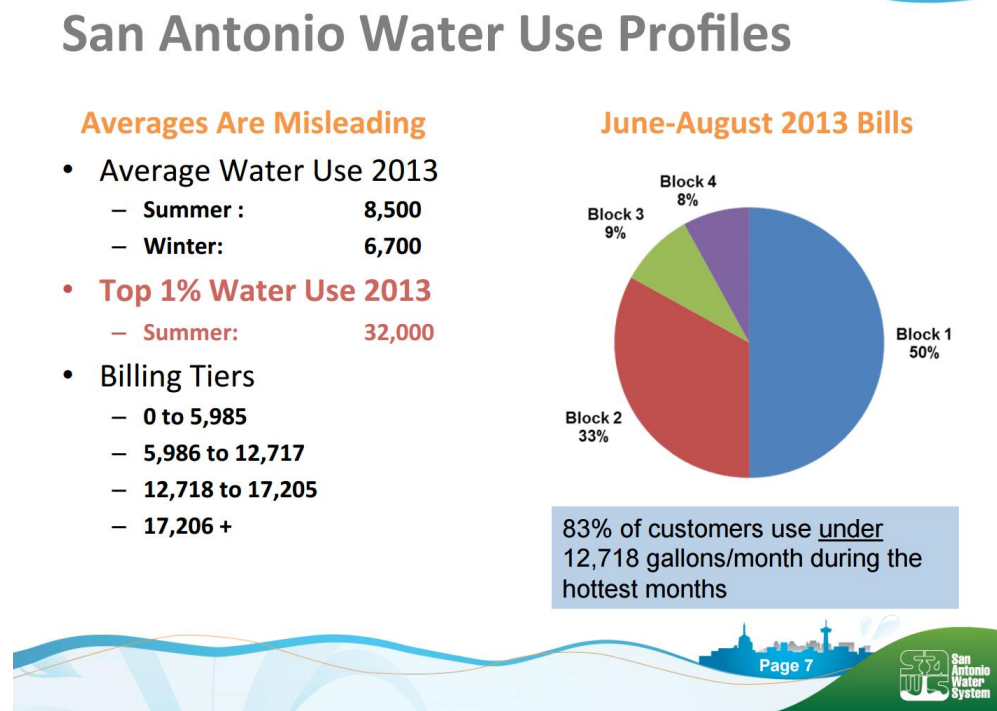 San Antonio Water Use Profiles
Averages Are Misleading
• Average Water Use 2013
– Summer : 8,500
– Winter: 6,700
• Top 1% Water Use 2013
– Summer: 32,000
• Billing Tiers
– 0 to 5,985
– 5,986 to 12,717
– 12,718 to 17,205
– 17,206 +
June-August 2013 Bills
Block 4
8%
Block 3
9%
Block 1
50%
Block 2
33%
83% of customers use under
12,718 gallons/month during the
hottest months
Page 7
San
Antonio
Water
System